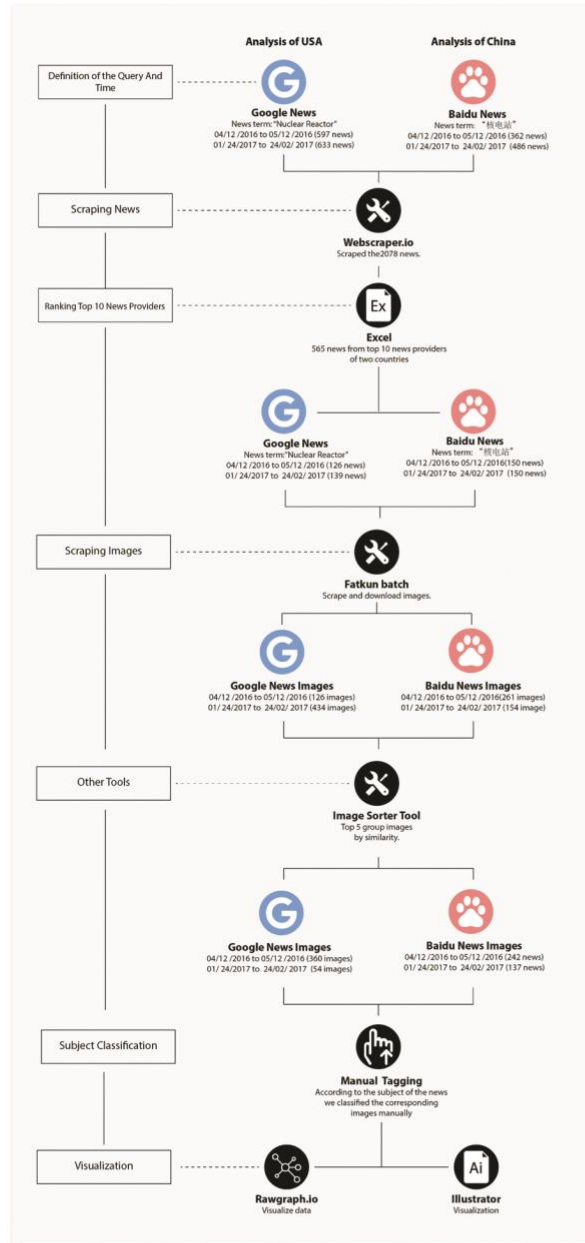 Analysis of USA
Analysis of China
Definition of the Query And
Time
Google News
News term:"Nuclear Reactor"
04/12 /2016 to 05/12 /2016 (597 news)
01/ 24/2017 to 24/02/ 2017 (633 news)
Baidu News
News term: “核电站”
04/12 /2016 to 05/12 /2016 (362 news)
01/ 24/2017 to 24/02/ 2017 (486 news)
Scraping News
Webscraper.io
Scraped the2078 news.
Ranking Top 10 News Providers
Ex
Excel
565 news from top 10 news providers
of two countries
Google News
News term:"Nuclear Reactor"
04/12 /2016 to 05/12 /2016 (126 news)
01/ 24/2017 to 24/02/ 2017 (139 news)
Baidu News
News term: “核电站”
04/12 /2016 to 05/12 /2016(150 news)
01/ 24/2017 to 24/02/ 2017 (150 news)
Scraping Images
Fatkun batch
Scrape and download images.
Google News Images
04/12 /2016 to 05/12 /2016 (126 images)
01/ 24/2017 to 24/02/ 2017 (434 images)
Baidu News Images
04/12 /2016 to 05/12 /2016(261 images)
01/ 24/2017 to 24/02/ 2017 (154 image)
Other Tools
Image Sorter Tool
Top 5 group images
by similarity.
Google News Images
04/12 /2016 to 05/12 /2016 (360 images)
01/ 24/2017 to 24/02/ 2017 (54 images)
Baidu News Images
04/12 /2016 to 05/12 /2016 (242 news)
01/ 24/2017 to 24/02/ 2017 (137 news)
Subject Classification
Manual Tagging
According to the subject of the news
we classified the corresponding
images manually
Visualization
Rawgraph.io
Visualize data
Ai
Illustrator
Visualization